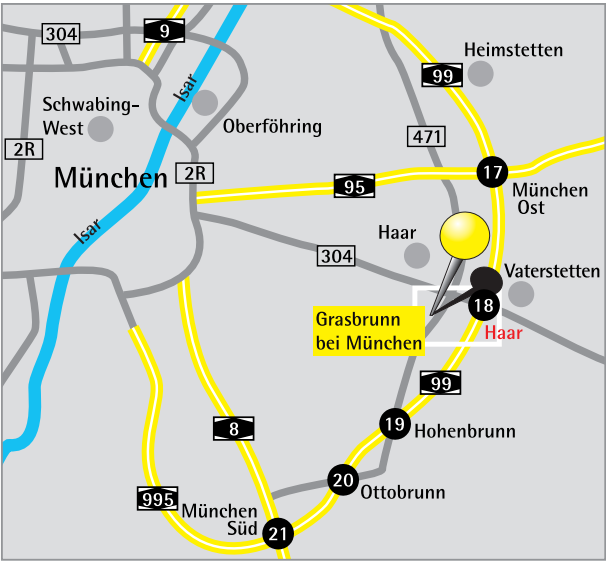 304
9
Isar
99
Heimstetten
Schwabing-
West
Oberföhring
471
2R
München
2R
95
17
München
Ost
Isar
304
Haar
Vaterstetten
18
Haar
Grasbrunn
bei München
99
8
19
Hohenbrunn
995
20
Ottobrunn
München
Süd
21